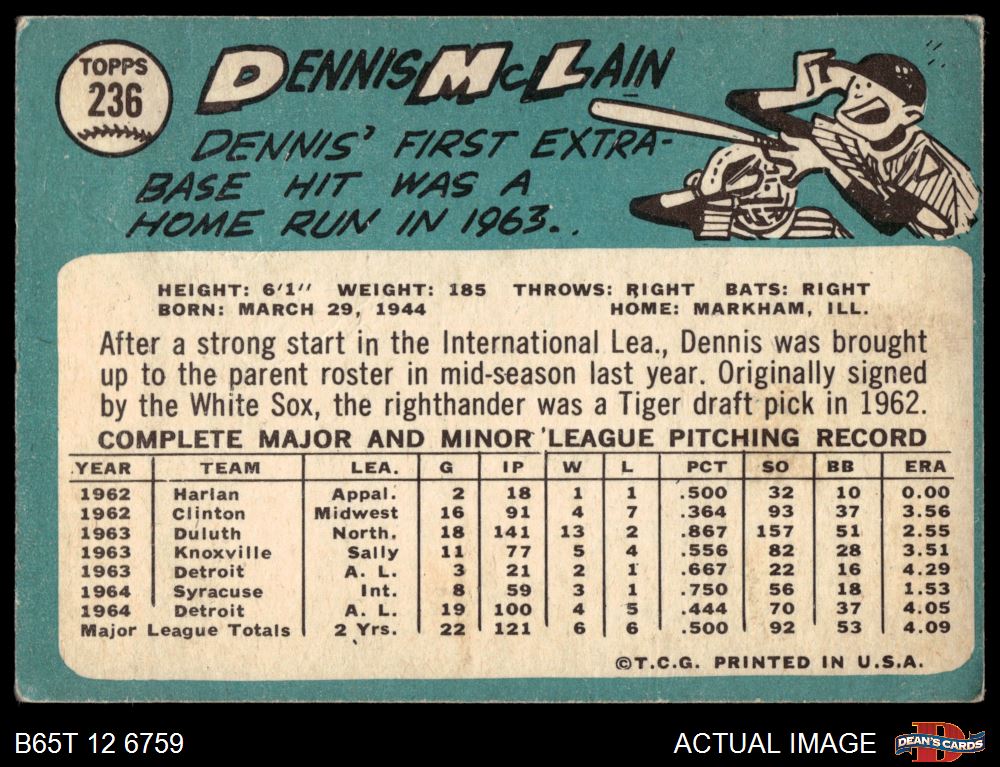 TOPPS
236
DENNIS McLAIN
DENNIS' FIRST EXTRA-
BASE HIT WAS A
HOME RUN IN 1963..
D
HEIGHT: 6'1" WEIGHT: 185 THROWS: RIGHT BATS: RIGHT
BORN: MARCH 29, 1944 HOME: MARKHAM, ILL.
After a strong start in the International Lea., Dennis was brought
up to the parent roster in mid-season last year. Originally signed
by the White Sox, the righthander was a Tiger draft pick in 1962.
COMPLETE MAJOR AND MINOR LEAGUE PITCHING RECORD
YEAR TEAM LEA. G IP W L PCT SO BB ERA
1962 Harlan Appal. 2 18 1 1 .500 32 10 0.00
1962 Clinton Midwest 16 91 4 7 .364 93 37 3.56
1963 Duluth North. 18 141 13 2 .867 157 51 2.55
1963 Knoxville Sally 11 77 5 4 .556 82 28 3.51
1963 Detroit A. L. 3 21 2 1 .667 22 16 4.29
1964 Syracuse Int. 8 59 3 1 .750 56 18 1.53
1964 Detroit A. L. 19 100 4 5 .444 70 37 4.05
Major League Totals 2 Yrs. 22 121 6 6 .500 92 53 4.09
©T.C.G. PRINTED IN U.S.A.
B65T 12 6759 ACTUAL IMAGE D DEAN'S CARDS